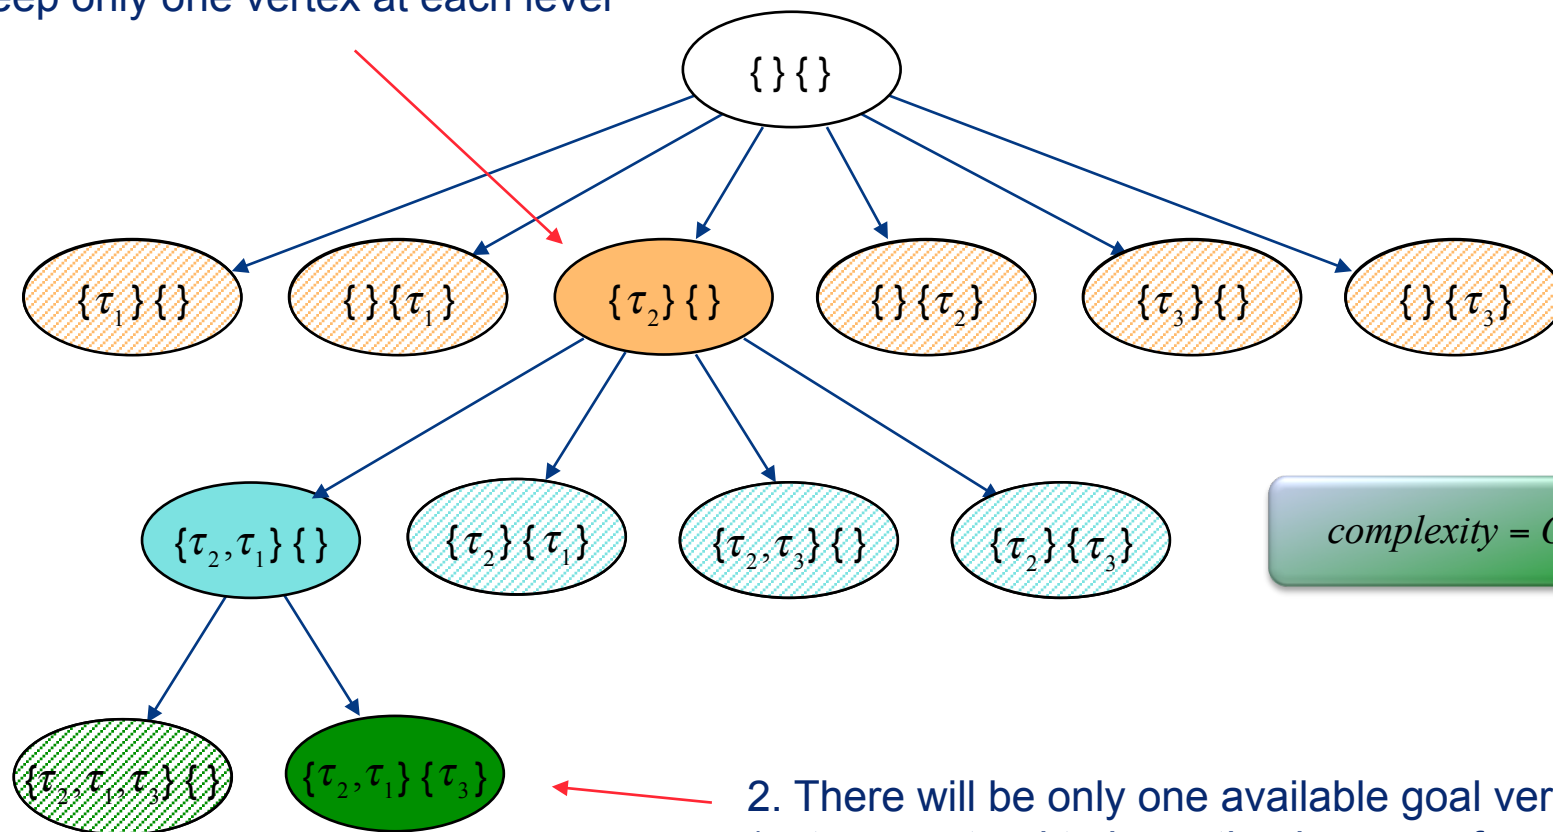 eep only one vertex at each level
{ } { }
{τ₁} { }
{ } {τ₁}
{τ₂} { }
{ } {τ₂}
{τ₃} { }
{ } {τ₃}
{τ₂,τ₁} { }
{τ₂} {τ₁}
{τ₂,τ₃} { }
{τ₂} {τ₃}
complexity =
{τ₂,τ₁,τ₃} { }
{τ₂,τ₁} {τ₃}
2. There will be only one available goal ver